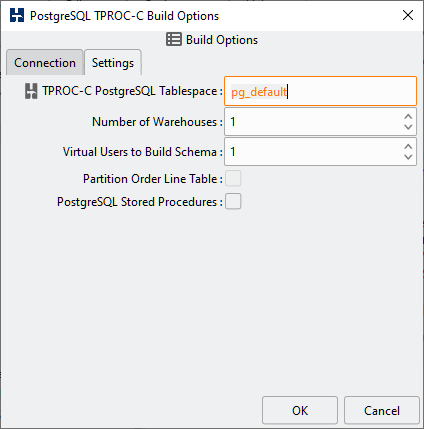 PostgreSQL TPROC-C Build Options
Build Options
Connection Settings
TPROC-C PostgreSQL Tablespace : pg_default
Number of Warehouses : 1
Virtual Users to Build Schema : 1
Partition Order Line Table :
PostgreSQL Stored Procedures :
OK Cancel